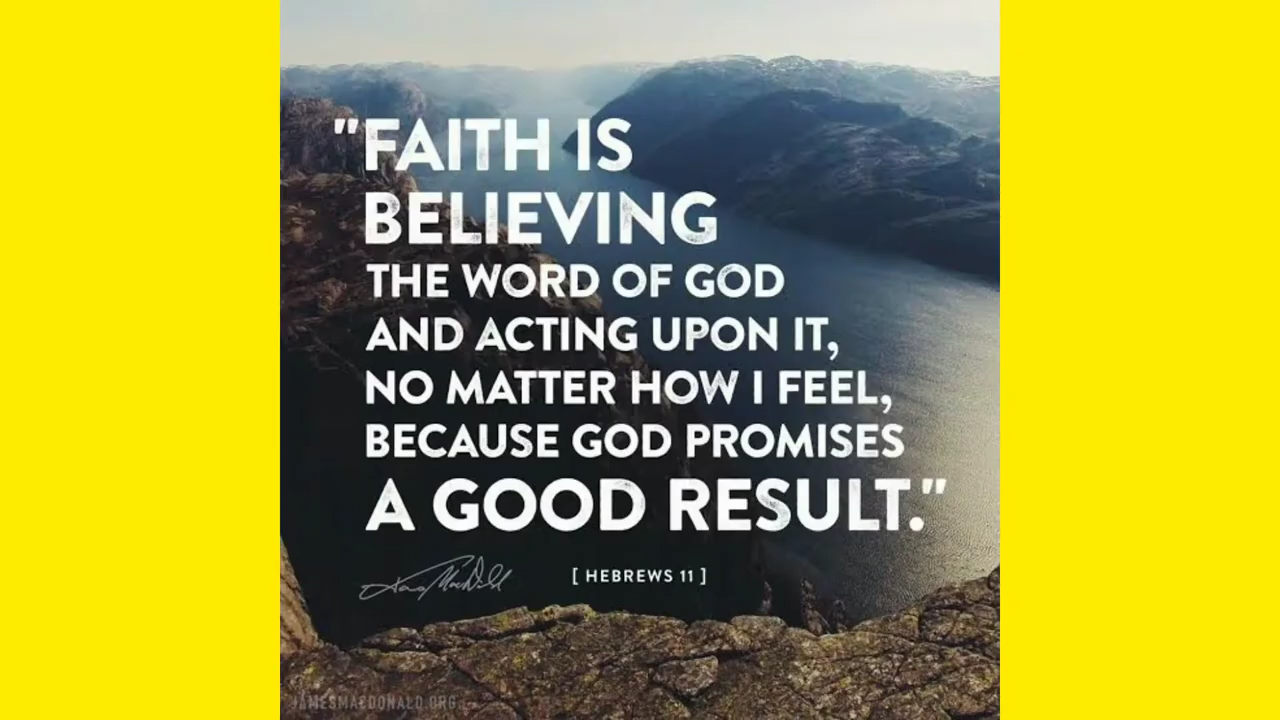 "FAITH IS
BELIEVING
THE WORD OF GOD
AND ACTING UPON IT,
NO MATTER HOW I FEEL,
BECAUSE GOD PROMISES
A GOOD RESULT."
[ HEBREWS 11 ]
JAMESMACDONALD.ORG